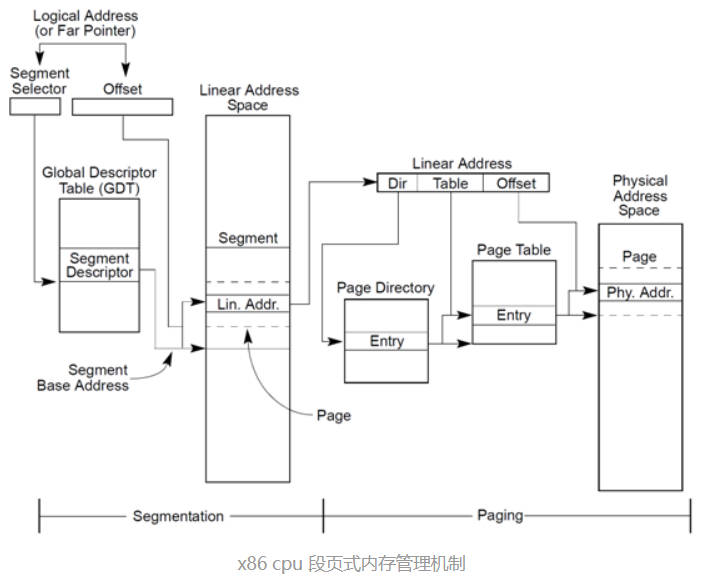 Logical Address
(or Far Pointer)
Segment
Selector
Offset
Linear Address
Space
Global Descriptor
Table (GDT)
Segment
Descriptor
Segment
Lin. Addr.
Segment
Base Address
Page
Linear Address
Dir
Table
Offset
Page Directory
Entry
Page Table
Entry
Physical
Address
Space
Page
Phy. Addr.
Segmentation
Paging
x86 cpu 段页式内存管理机制